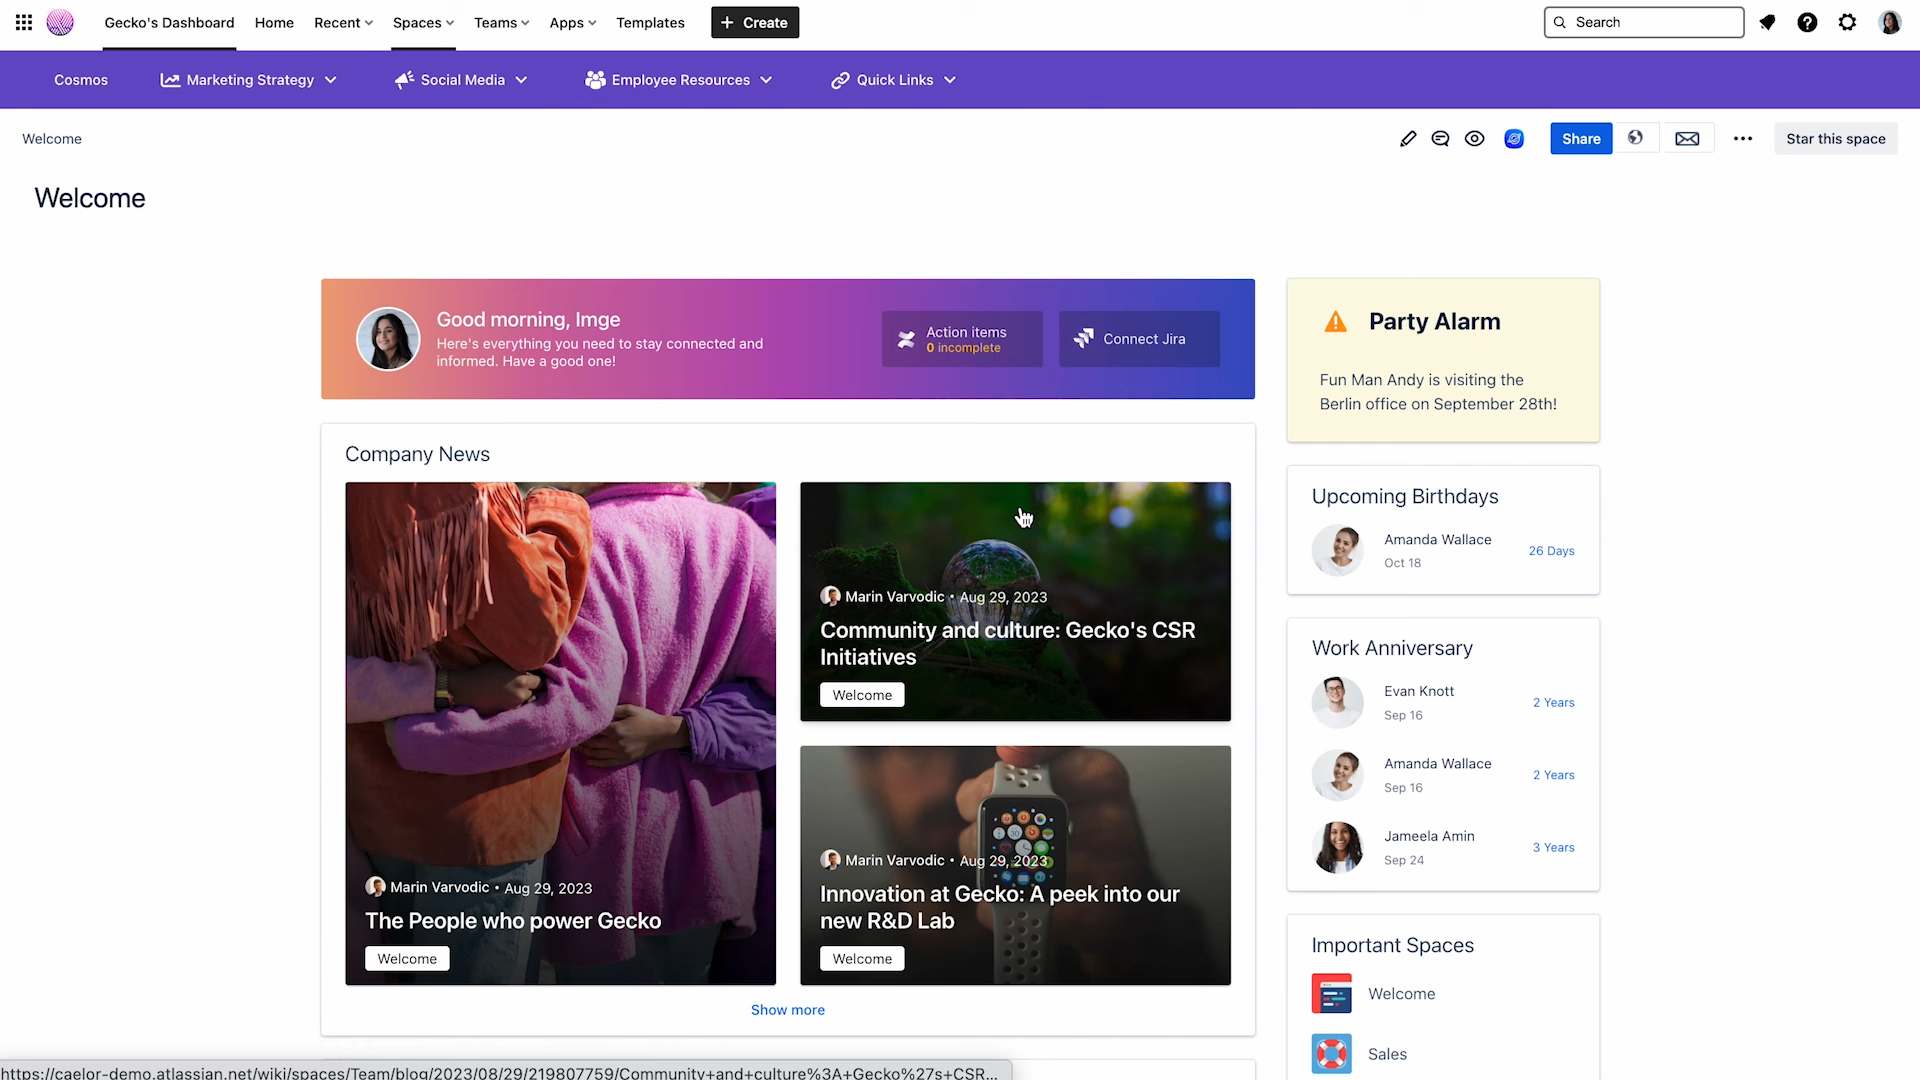 Gecko's Dashboard
Home
Recent
Spaces
Teams
Apps
Templates
Create
Search
Cosmos
Marketing Strategy
Social Media
Employee Resources
Quick Links
Welcome
Share
Star this space
Welcome
Good morning, Imge
Here's everything you need to stay connected and
informed. Have a good one!
Action items
0 incomplete
Connect Jira
Company News
Marin Varvodic • Aug 29, 2023
The People who power Gecko
Welcome
Marin Varvodic • Aug 29, 2023
Community and culture: Gecko's CSR
Initiatives
Welcome
Marin Varvodic • Aug 29, 2023
Innovation at Gecko: A peek into our
new R&D Lab
Welcome
Show more
Party Alarm
Fun Man Andy is visiting the
Berlin office on September 28th!
Upcoming Birthdays
Amanda Wallace
Oct 18
26 Days
Work Anniversary
Evan Knott
Sep 16
2 Years
Amanda Wallace
Sep 16
2 Years
Jameela Amin
Sep 24
3 Years
Important Spaces
Welcome
Sales
https://caelor-demo.atlassian.net/wiki/spaces/Team/blog/2023/08/29/219807759/Community+and+culture%3A+Gecko%27s+CSR...